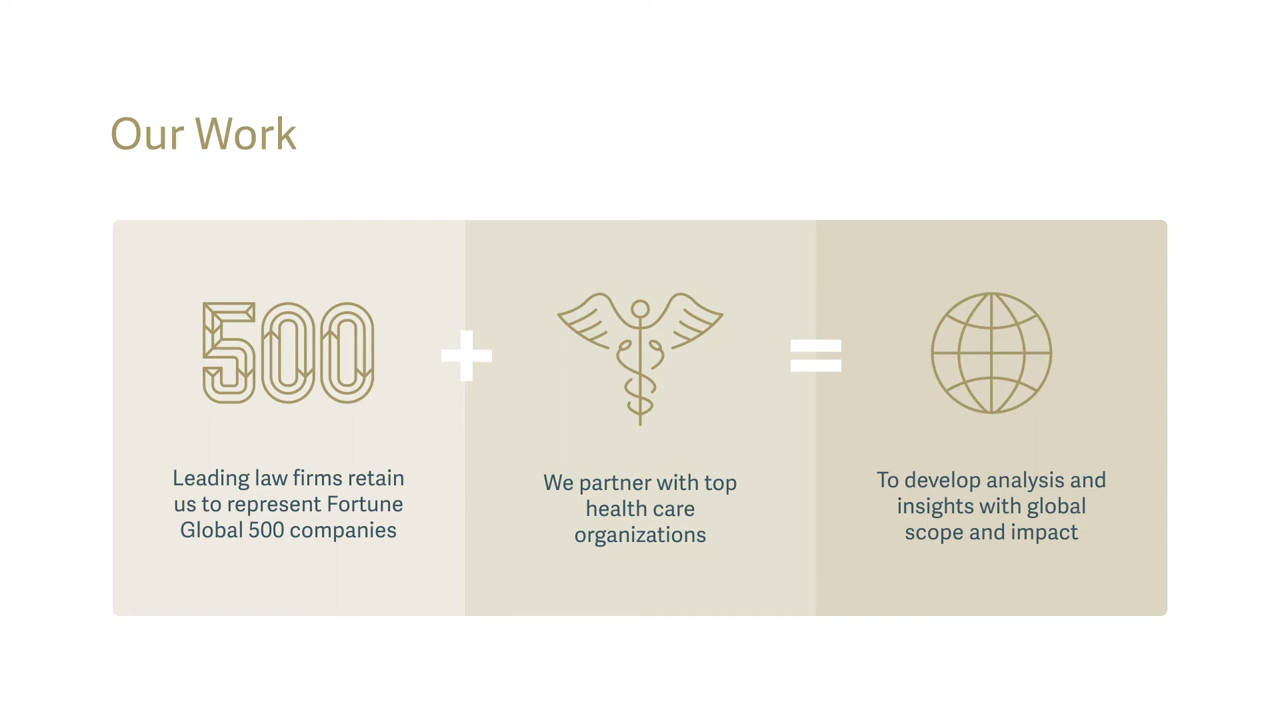 Our Work
500
+
=
Leading law firms retain
us to represent Fortune
Global 500 companies
We partner with top
health care
organizations
To develop analysis and
insights with global
scope and impact